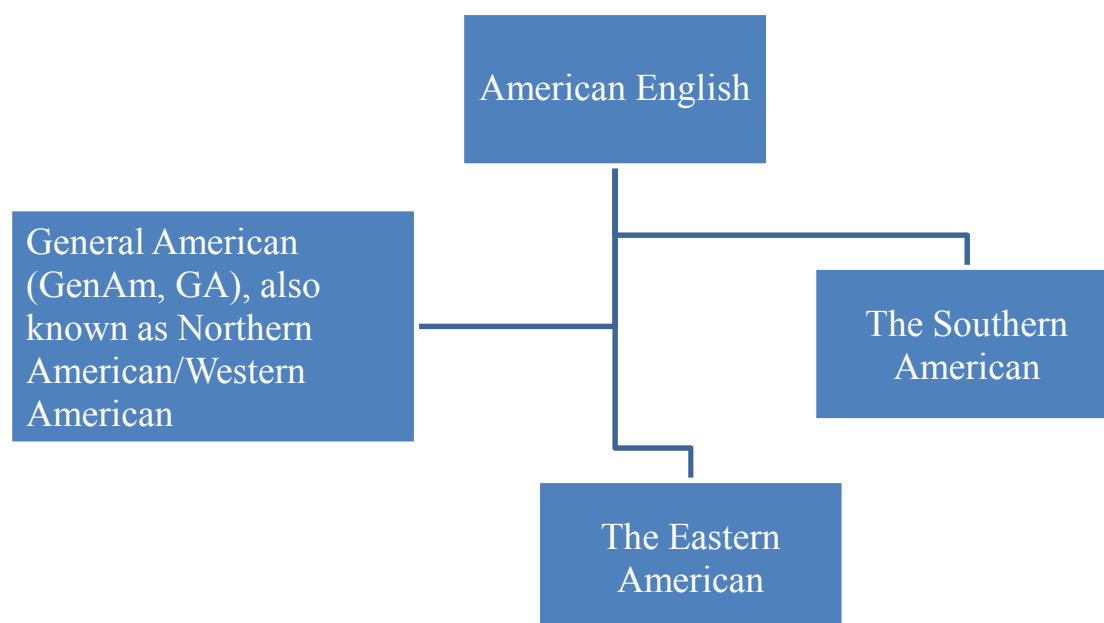 American English
General American
(GenAm, GA), also
known as Northern
American/Western
American
The Southern
American
The Eastern
American